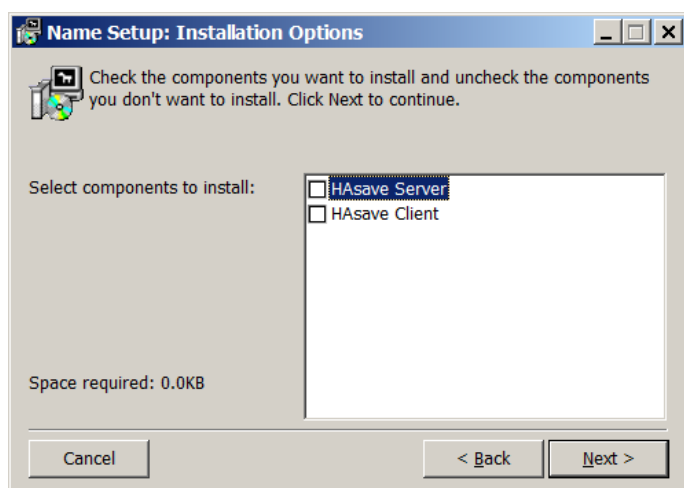 Name Setup: Installation Options
Check the components you want to install and uncheck the components
you don't want to install. Click Next to continue.
Select components to install:
HAsave Server
HAsave Client
Space required: 0.0KB
Cancel
< Back
Next >